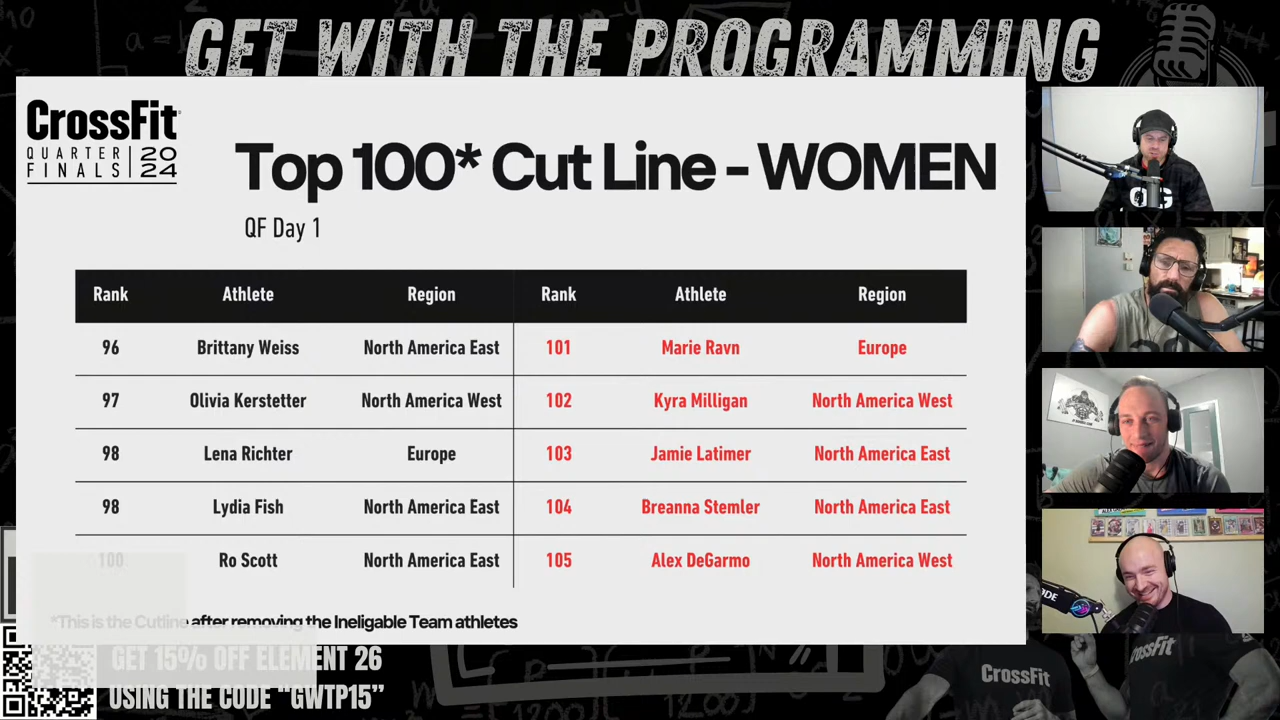 GET WITH THE PROGRAMMING
CrossFit
QUARTER 20
FINALS 24
Top 100* Cut Line - WOMEN
QF Day 1
Rank Athlete Region Rank Athlete Region
96 Brittany Weiss North America East 101 Marie Ravn Europe
97 Olivia Kerstetter North America West 102 Kyra Milligan North America West
98 Lena Richter Europe 103 Jamie Latimer North America East
98 Lydia Fish North America East 104 Breanna Stemler North America East
100 Ro Scott North America East 105 Alex DeGarmo North America West
*This is the Cutline after removing the Ineligable Team athletes
GET 15% OFF ELEMENT 26
USING THE CODE “GWTP15”
CrossFit
CrossFit